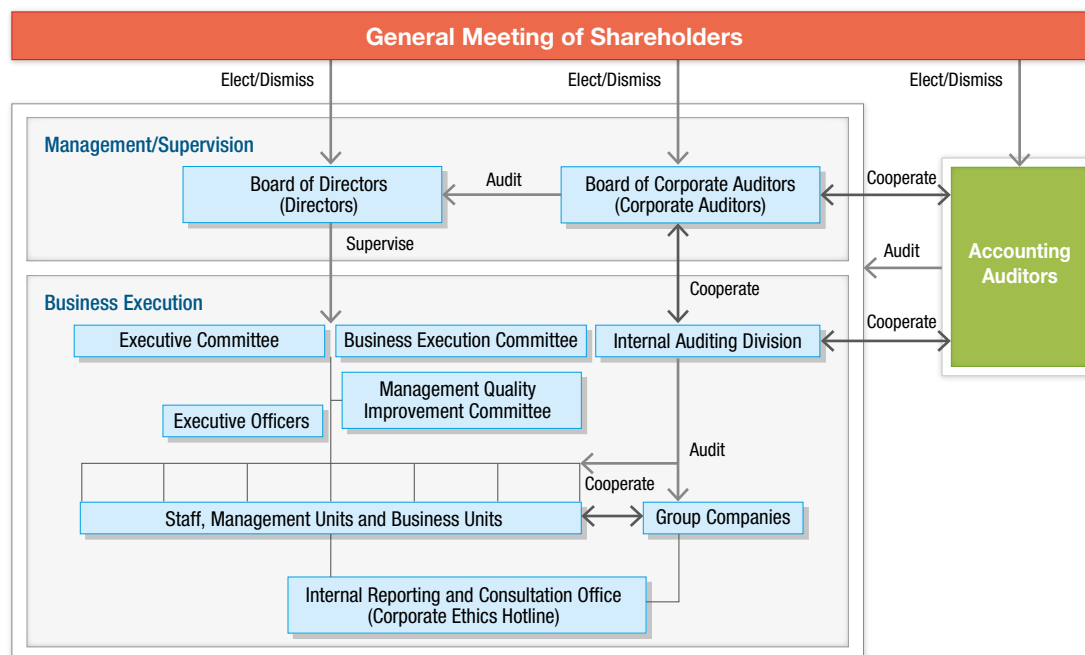 General Meeting of Shareholders
Elect/Dismiss
Elect/Dismiss
Elect/Dismiss
Management/Supervision
Board of Directors
(Directors)
Audit
Board of Corporate Auditors
(Corporate Auditors)
Cooperate
Supervise
Audit
Accounting
Auditors
Business Execution
Cooperate
Executive Committee
Business Execution Committee
Internal Auditing Division
Cooperate
Management Quality
Improvement Committee
Executive Officers
Audit
Cooperate
Staff, Management Units and Business Units
Group Companies
Internal Reporting and Consultation Office
(Corporate Ethics Hotline)